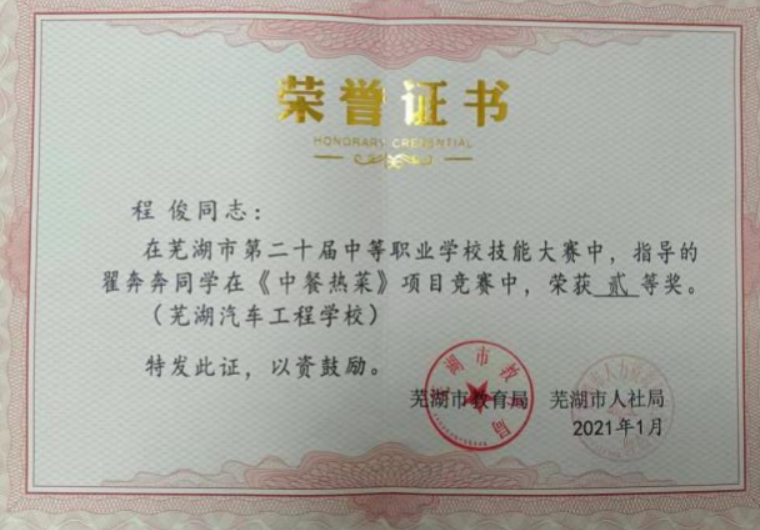 荣誉证书
HONORARY CREDENTIAL
程俊同志：
在芜湖市第二十届中等职业学校技能大赛中，指导的
翟奔奔同学在《中餐热菜》项目竞赛中，荣获 贰 等奖。
（芜湖汽车工程学校）
特发此证，以资鼓励。
芜湖市教育局 芜湖市人社局
2021年1月